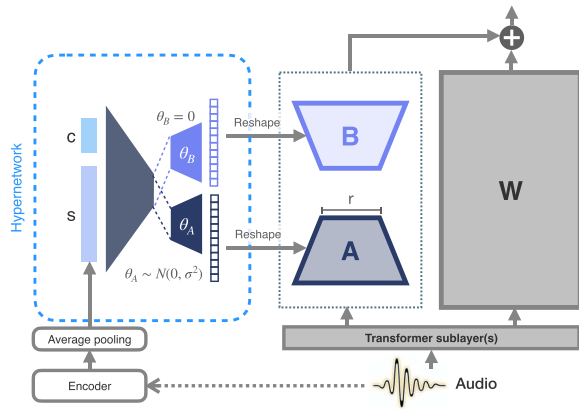 Hypernetwork
c
s
θ_B = 0
θ_B
θ_A
θ_A ∼ N(0, σ²)
Reshape
Reshape
B
r
A
W
+
Average pooling
Encoder
Transformer sublayer(s)
Audio